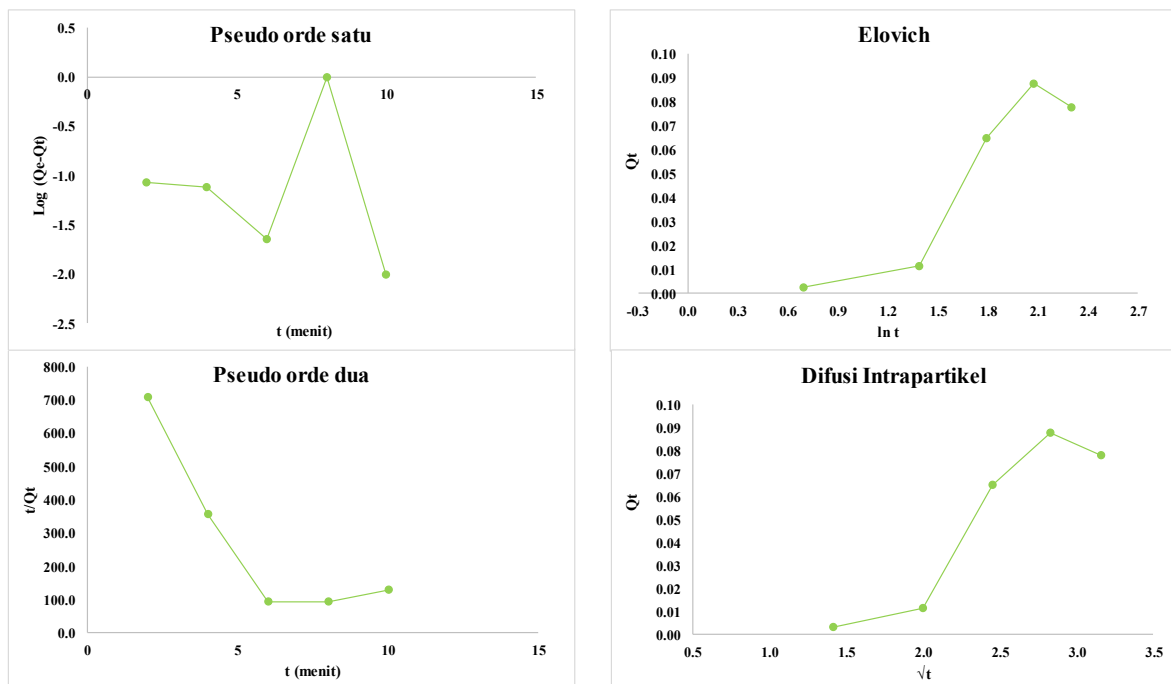 Pseudo orde satu
0.5
0.0
-0.5
-1.0
-1.5
-2.0
-2.5
0 5 10 15
Log (Qe-Qt)
t (menit)
Elovich
0.10
0.09
0.08
0.07
0.06
0.05
0.04
0.03
0.02
0.01
0.00
-0.3 0.0 0.3 0.6 0.9 1.2 1.5 1.8 2.1 2.4 2.7
Qt
ln t
Pseudo orde dua
800.0
700.0
600.0
500.0
400.0
300.0
200.0
100.0
0.0
0 5 10 15
t/Qt
t (menit)
Difusi Intrapartikel
0.10
0.09
0.08
0.07
0.06
0.05
0.04
0.03
0.02
0.01
0.00
0.5 1.0 1.5 2.0 2.5 3.0 3.5
Qt
√t